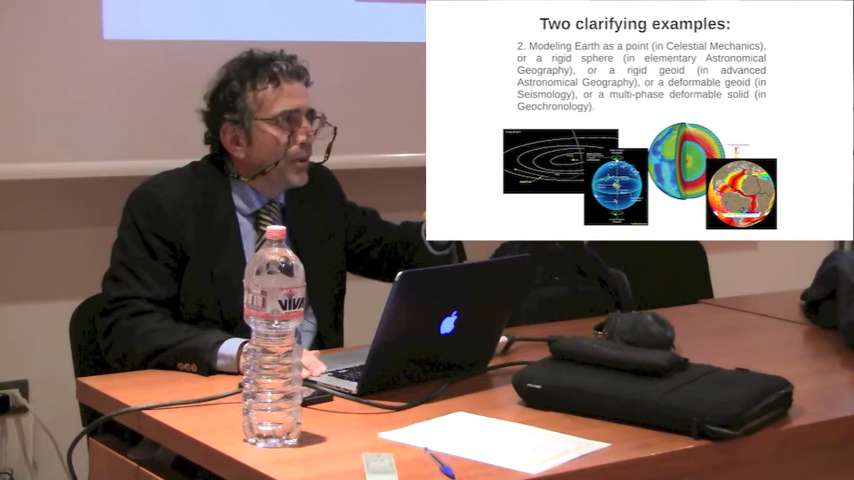 Two clarifying examples:
2. Modeling Earth as a point (in Celestial Mechanics),
or a rigid sphere (in elementary Astronomical
Geography), or a rigid geoid (in advanced
Astronomical Geography), or a deformable geoid (in
Seismology), or a multi-phase deformable solid (in
Geochronology).
VIVA